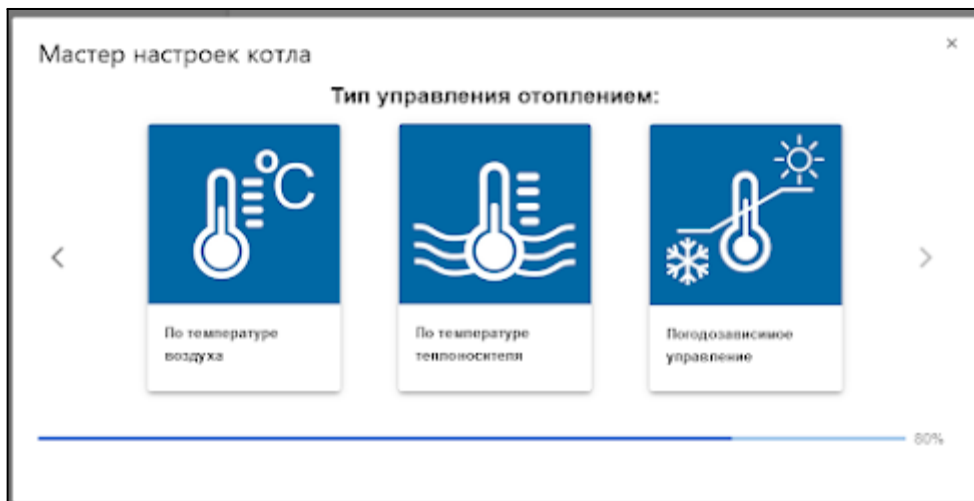 Мастер настроек котла
×
Тип управления отоплением:
°C
По температуре
воздуха
По температуре
теплоносителя
Погодозависимое
управление
80%